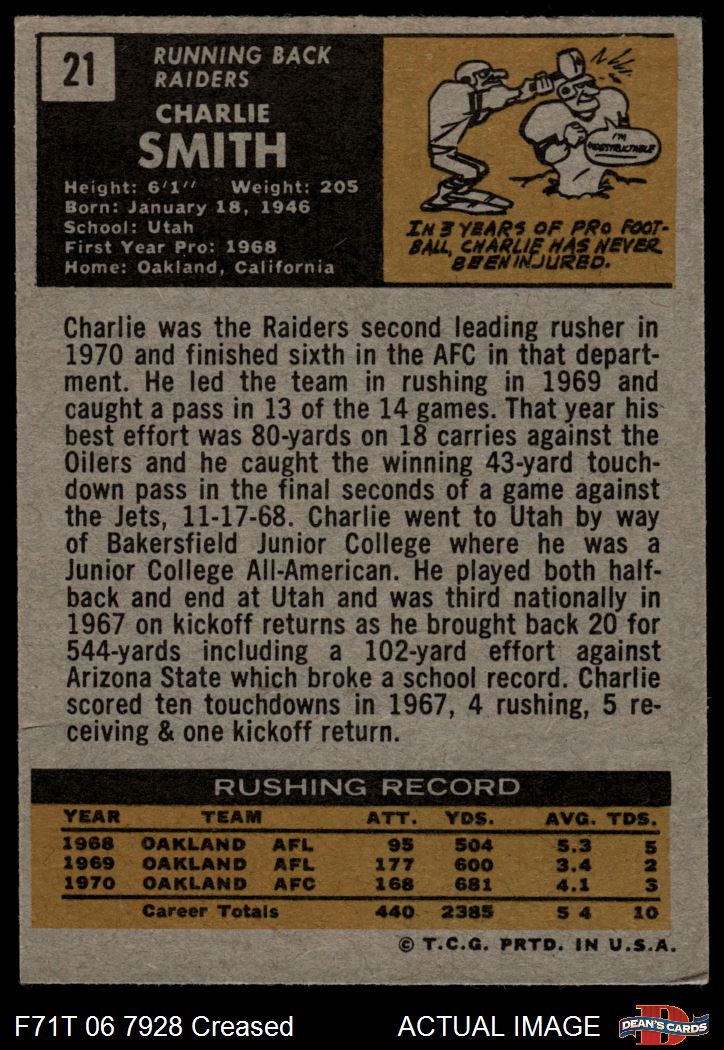 21
RUNNING BACK
RAIDERS
CHARLIE
SMITH
Height: 6'1'' Weight: 205
Born: January 18, 1946
School: Utah
First Year Pro: 1968
Home: Oakland, California
I'M
INDESTRUCTABLE
IN 3 YEARS OF PRO FOOT-
BALL, CHARLIE HAS NEVER
BEEN INJURED.
Charlie was the Raiders second leading rusher in
1970 and finished sixth in the AFC in that depart-
ment. He led the team in rushing in 1969 and
caught a pass in 13 of the 14 games. That year his
best effort was 80-yards on 18 carries against the
Oilers and he caught the winning 43-yard touch-
down pass in the final seconds of a game against
the Jets, 11-17-68. Charlie went to Utah by way
of Bakersfield Junior College where he was a
Junior College All-American. He played both half-
back and end at Utah and was third nationally in
1967 on kickoff returns as he brought back 20 for
544-yards including a 102-yard effort against
Arizona State which broke a school record. Charlie
scored ten touchdowns in 1967, 4 rushing, 5 re-
ceiving & one kickoff return.
RUSHING RECORD
YEAR TEAM ATT. YDS. AVG. TDS.
1968 OAKLAND AFL 95 504 5.3 5
1969 OAKLAND AFL 177 600 3.4 2
1970 OAKLAND AFC 168 681 4.1 3
Career Totals 440 2385 5 4 10
© T.C.G. PRTD. IN U.S.A.
F71T 06 7928 Creased ACTUAL IMAGE
D
DEAN'S CARDS